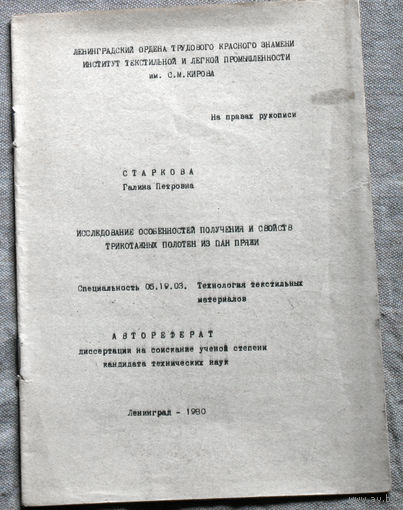 ЛЕНИНГРАДСКИЙ ОРДЕНА ТРУДОВОГО КРАСНОГО ЗНАМЕНИ
ИНСТИТУТ ТЕКСТИЛЬНОЙ И ЛЕГКОЙ ПРОМЫШЛЕННОСТИ
им. С.М.КИРОВА
На правах рукописи
СТАРКОВА
Галина Петровна
ИССЛЕДОВАНИЕ ОСОБЕННОСТЕЙ ПОЛУЧЕНИЯ И СВОЙСТВ
ТРИКОТАЖНЫХ ПОЛОТЕН ИЗ ПАН ПРЯЖИ
Специальность 05.19.03. Технология текстильных
материалов
АВТОРЕФЕРАТ
диссертации на соискание ученой степени
кандидата технических наук
Ленинград - 1980